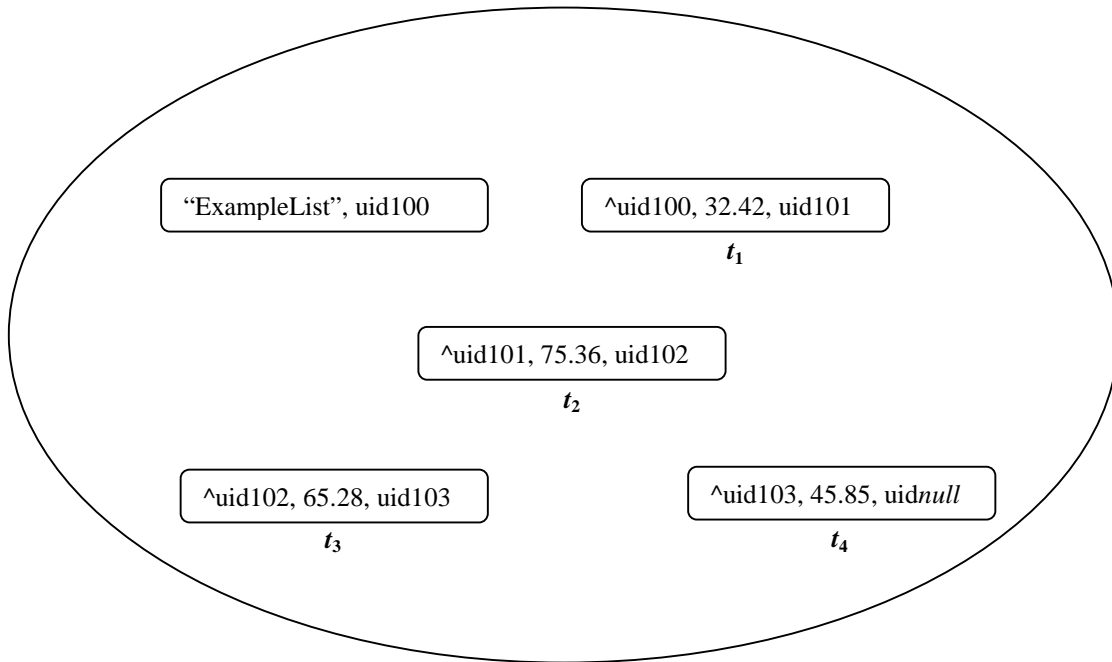 “ExampleList”, uid100
^uid100, 32.42, uid101
t1
^uid101, 75.36, uid102
t2
^uid102, 65.28, uid103
t3
^uid103, 45.85, uidnull
t4